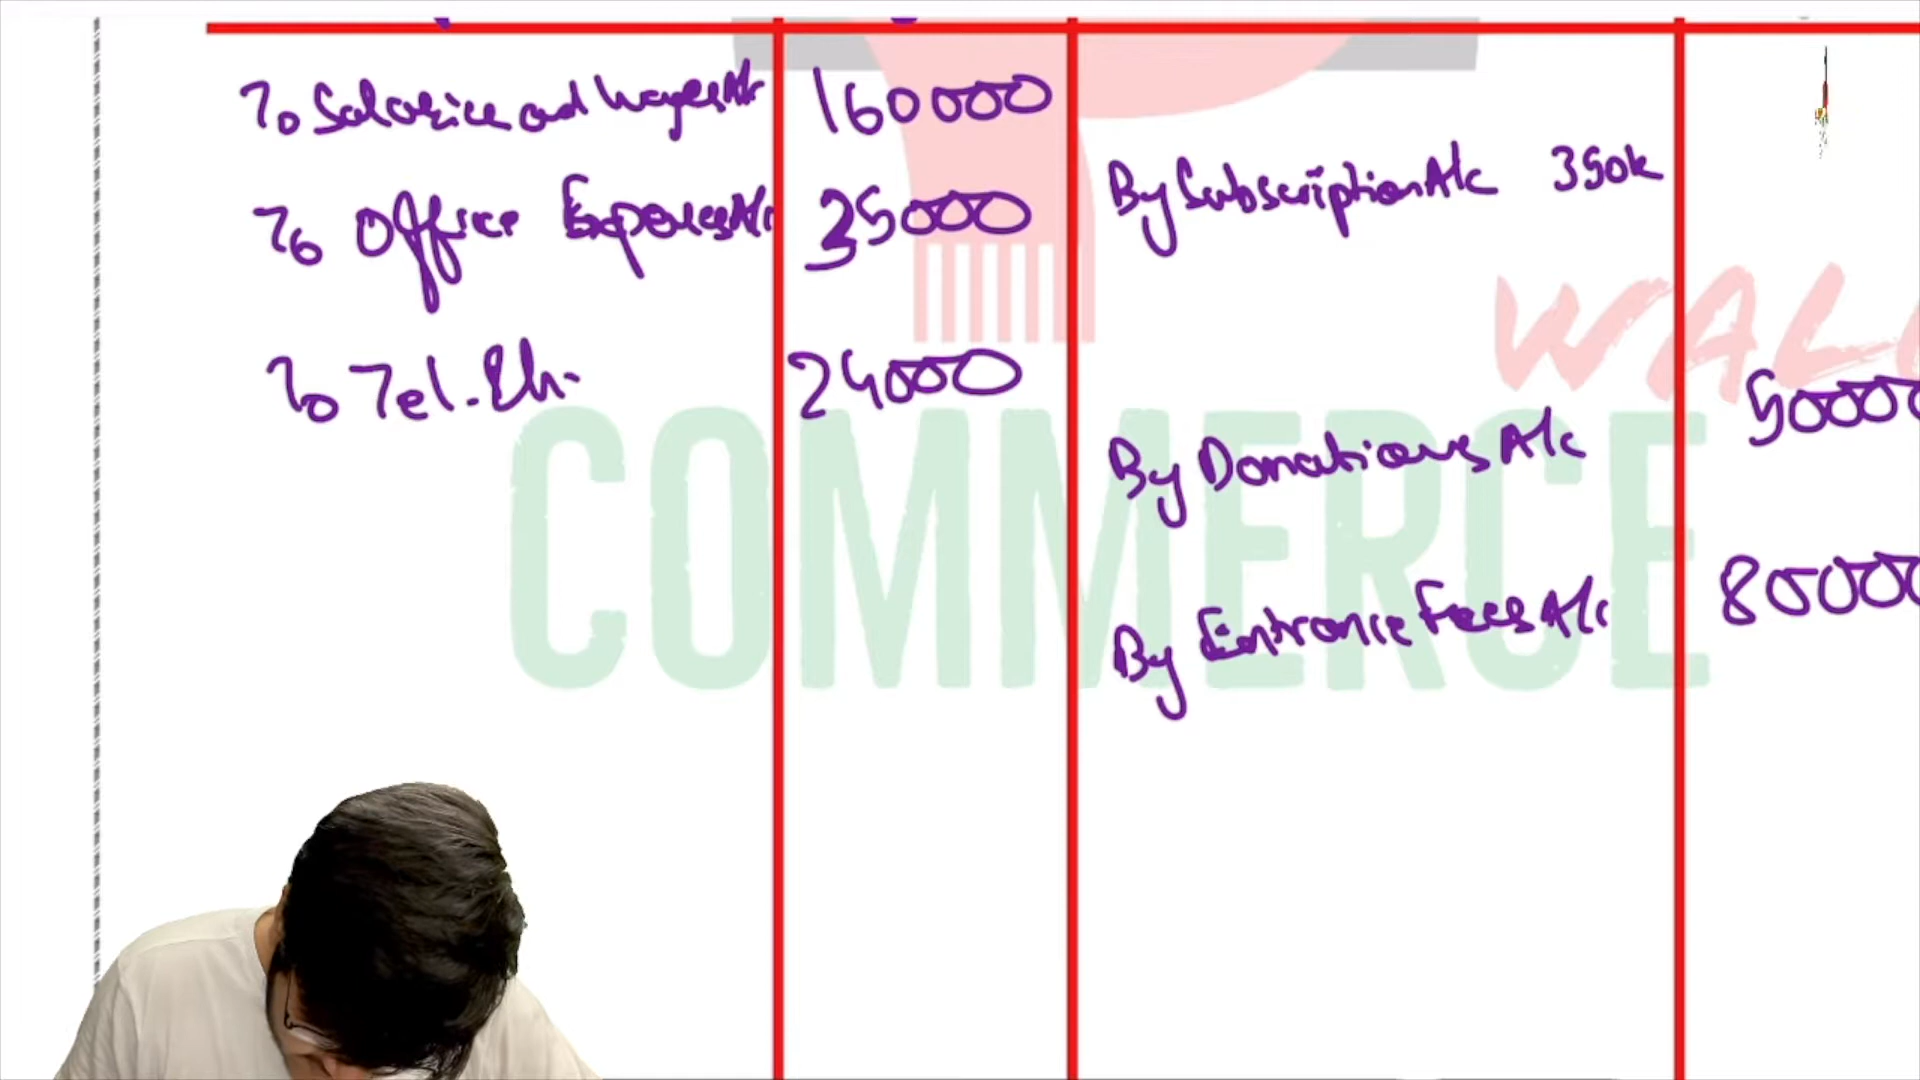 To Salaries and Wages A/c 160000
To Office Expenses A/c 35000
By Subscription A/c 350k
To Tel. Ch. 24000
By Donations A/c 50000
By Entrance Fees A/c 80000
WALL
COMMERCE